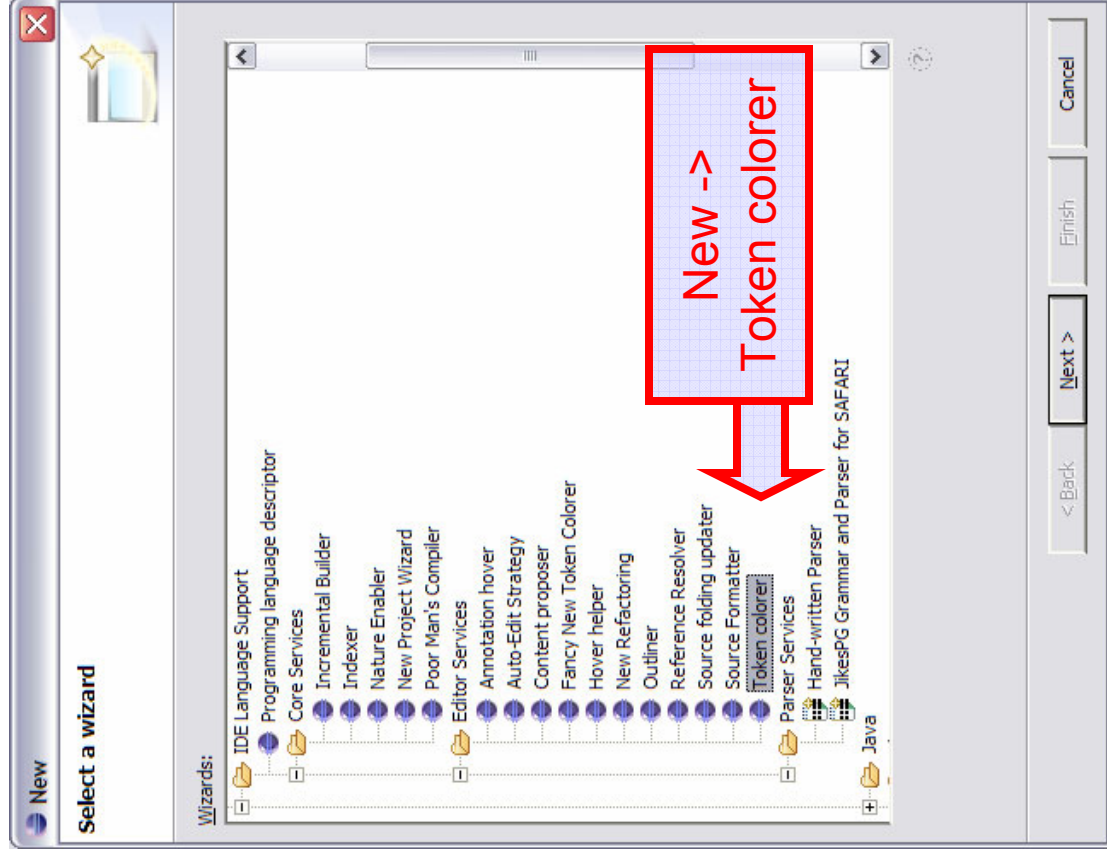 New
Select a wizard
Wizards:
IDE Language Support
Programming language descriptor
Core Services
Incremental Builder
Indexer
Nature Enabler
New Project Wizard
Poor Man's Compiler
Editor Services
Annotation hover
Auto-Edit Strategy
Content proposer
Fancy New Token Colorer
Hover helper
New Refactoring
Outliner
Reference Resolver
Source folding updater
Source Formatter
Token colorer
Parser Services
Hand-written Parser
JikesPG Grammar and Parser for SAFARI
Java
New ->
Token colorer
?
< Back
Next >
Finish
Cancel